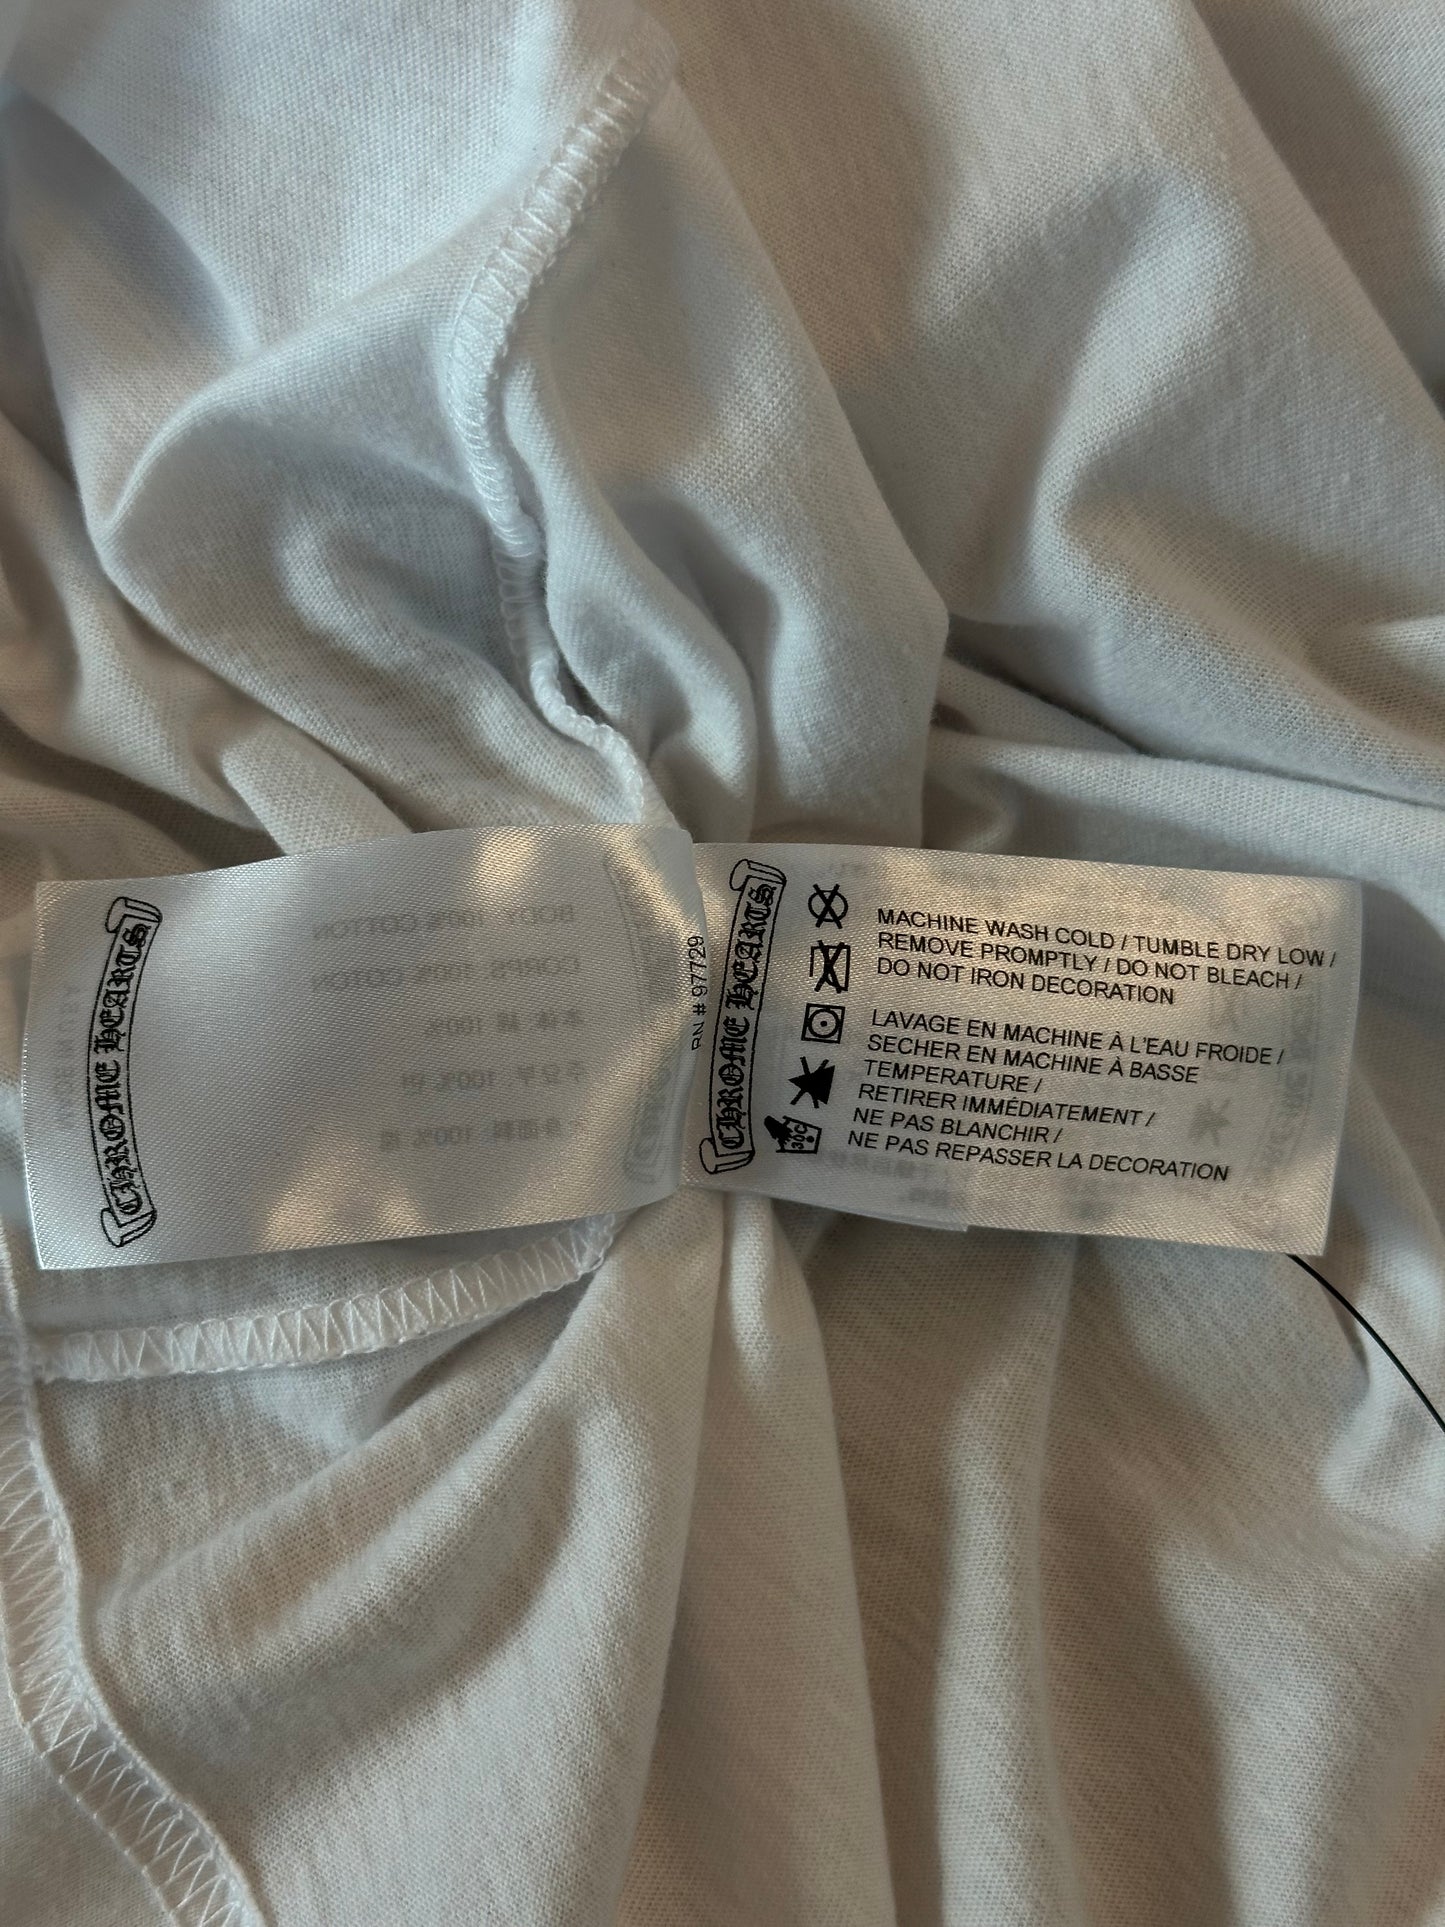 CHROME HEARTS
RN # 97729
CHROME HEARTS
MACHINE WASH COLD / TUMBLE DRY LOW /
REMOVE PROMPTLY / DO NOT BLEACH /
DO NOT IRON DECORATION
LAVAGE EN MACHINE À L'EAU FROIDE /
SECHER EN MACHINE À BASSE
TEMPERATURE /
RETIRER IMMÉDIATEMENT /
NE PAS BLANCHIR /
NE PAS REPASSER LA DECORATION
30C